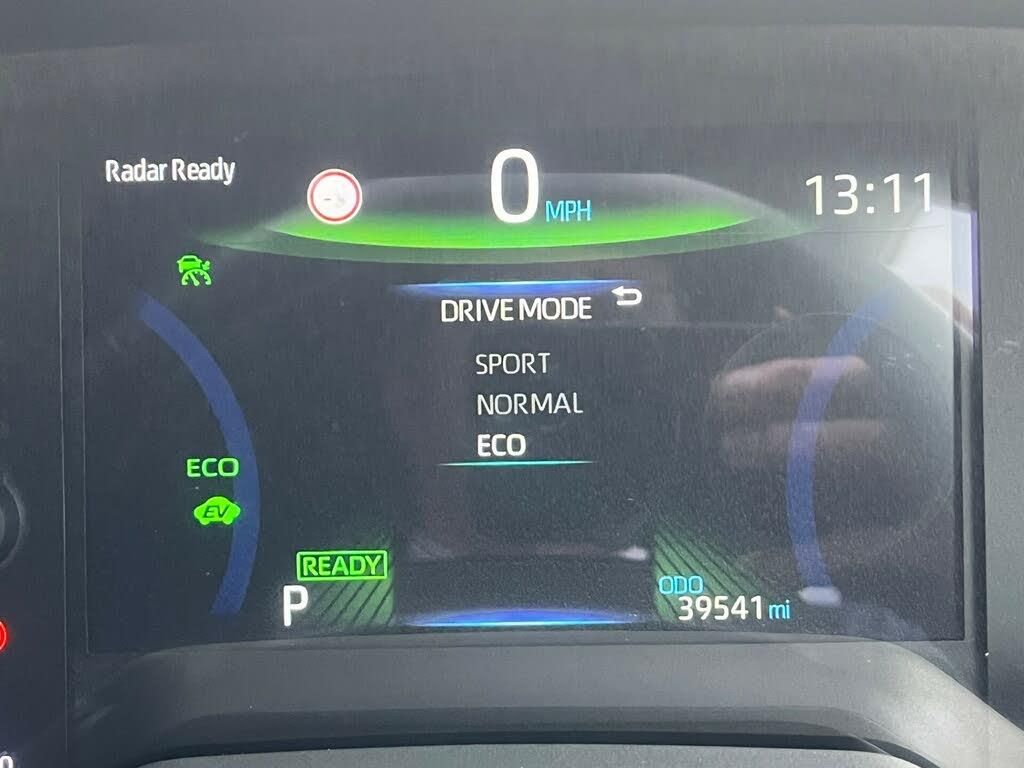 Radar Ready
0 MPH
13:11
DRIVE MODE
SPORT
NORMAL
ECO
ECO
EV
READY
P
ODO
39541 mi